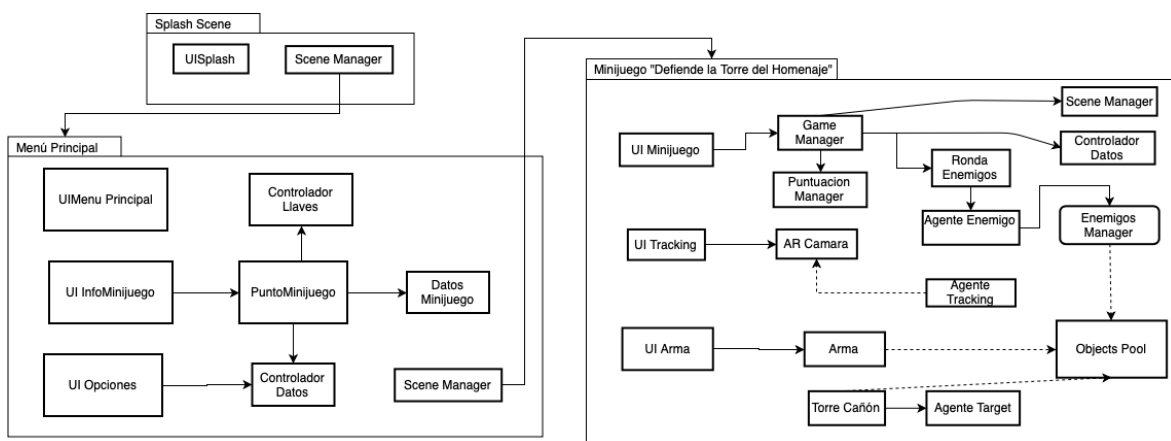 Splash Scene
UISplash
Scene Manager
Menú Principal
UIMenu Principal
Controlador
Llaves
UI InfoMinijuego
PuntoMinijuego
Datos
Minijuego
UI Opciones
Controlador
Datos
Scene Manager
Minijuego "Defiende la Torre del Homenaje"
UI Minijuego
Game
Manager
Scene Manager
Controlador
Datos
Puntuacion
Manager
Ronda
Enemigos
Agente Enemigo
Enemigos
Manager
UI Tracking
AR Camara
Agente
Tracking
UI Arma
Arma
Objects Pool
Torre Cañón
Agente Target